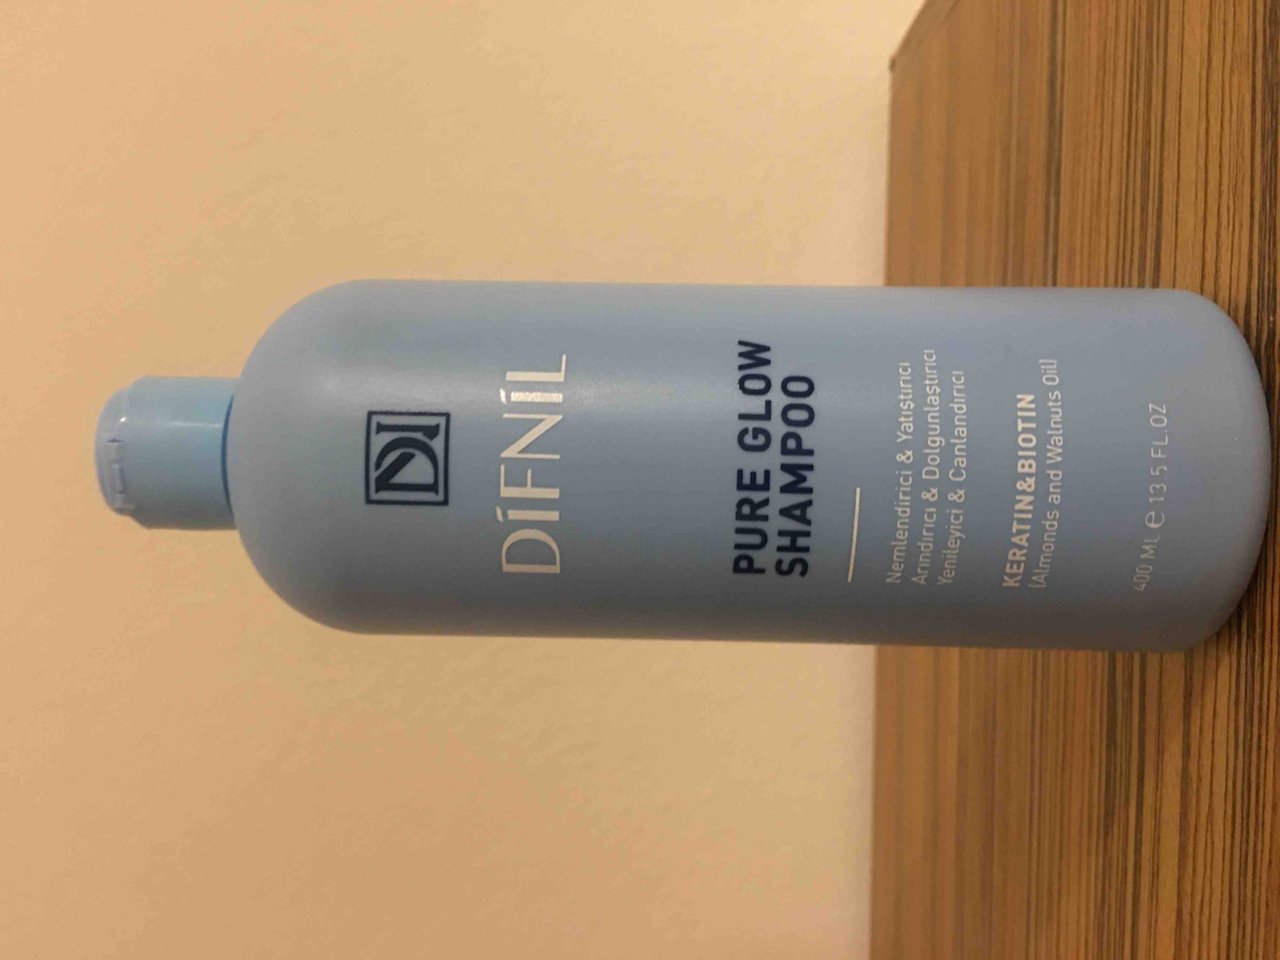 DI
DİFNİL
PURE GLOW
SHAMPOO
Nemlendirici & Yatıştırıcı
Arındırıcı & Dolgunlaştırıcı
Yenileyici & Canlandırıcı
KERATIN&BIOTIN
(Almonds and Walnuts Oil)
400 ML e 13.5 FL.OZ